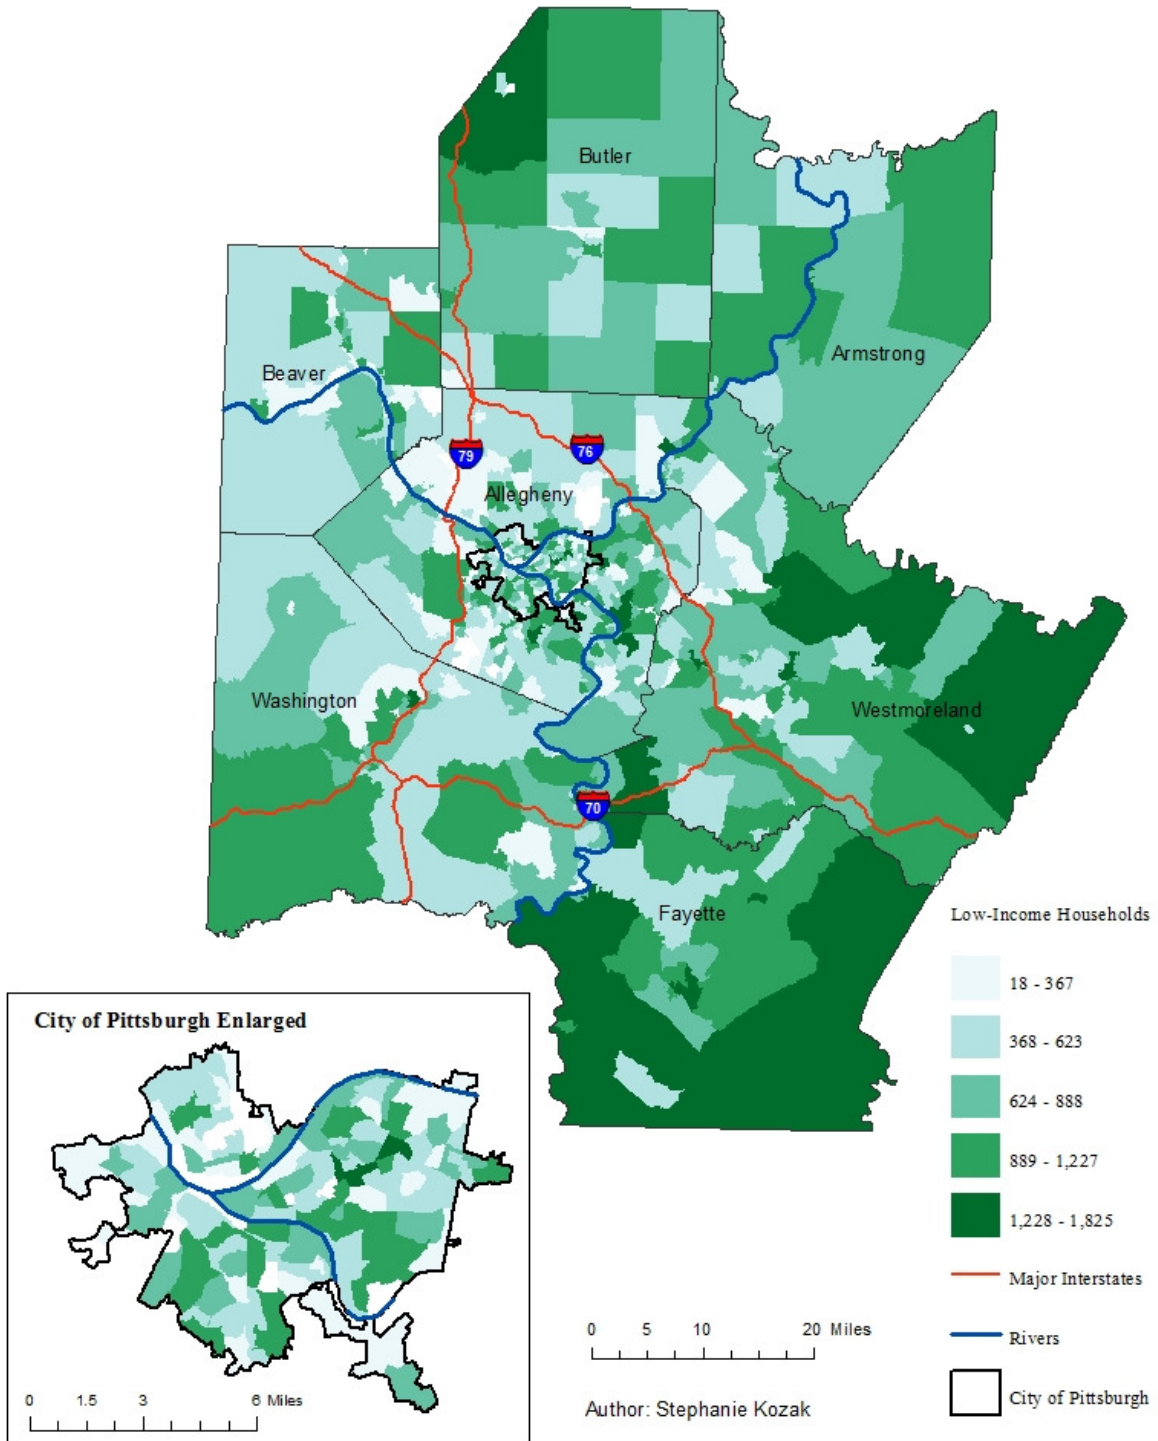 Butler
Armstrong
Beaver
79
76
Allegheny
Washington
Westmoreland
70
Fayette
Low-Income Households
18 - 367
368 - 623
624 - 888
889 - 1,227
1,228 - 1,825
Major Interstates
Rivers
City of Pittsburgh
City of Pittsburgh Enlarged
0 1.5 3 6 Miles
0 5 10 20 Miles
Author: Stephanie Kozak